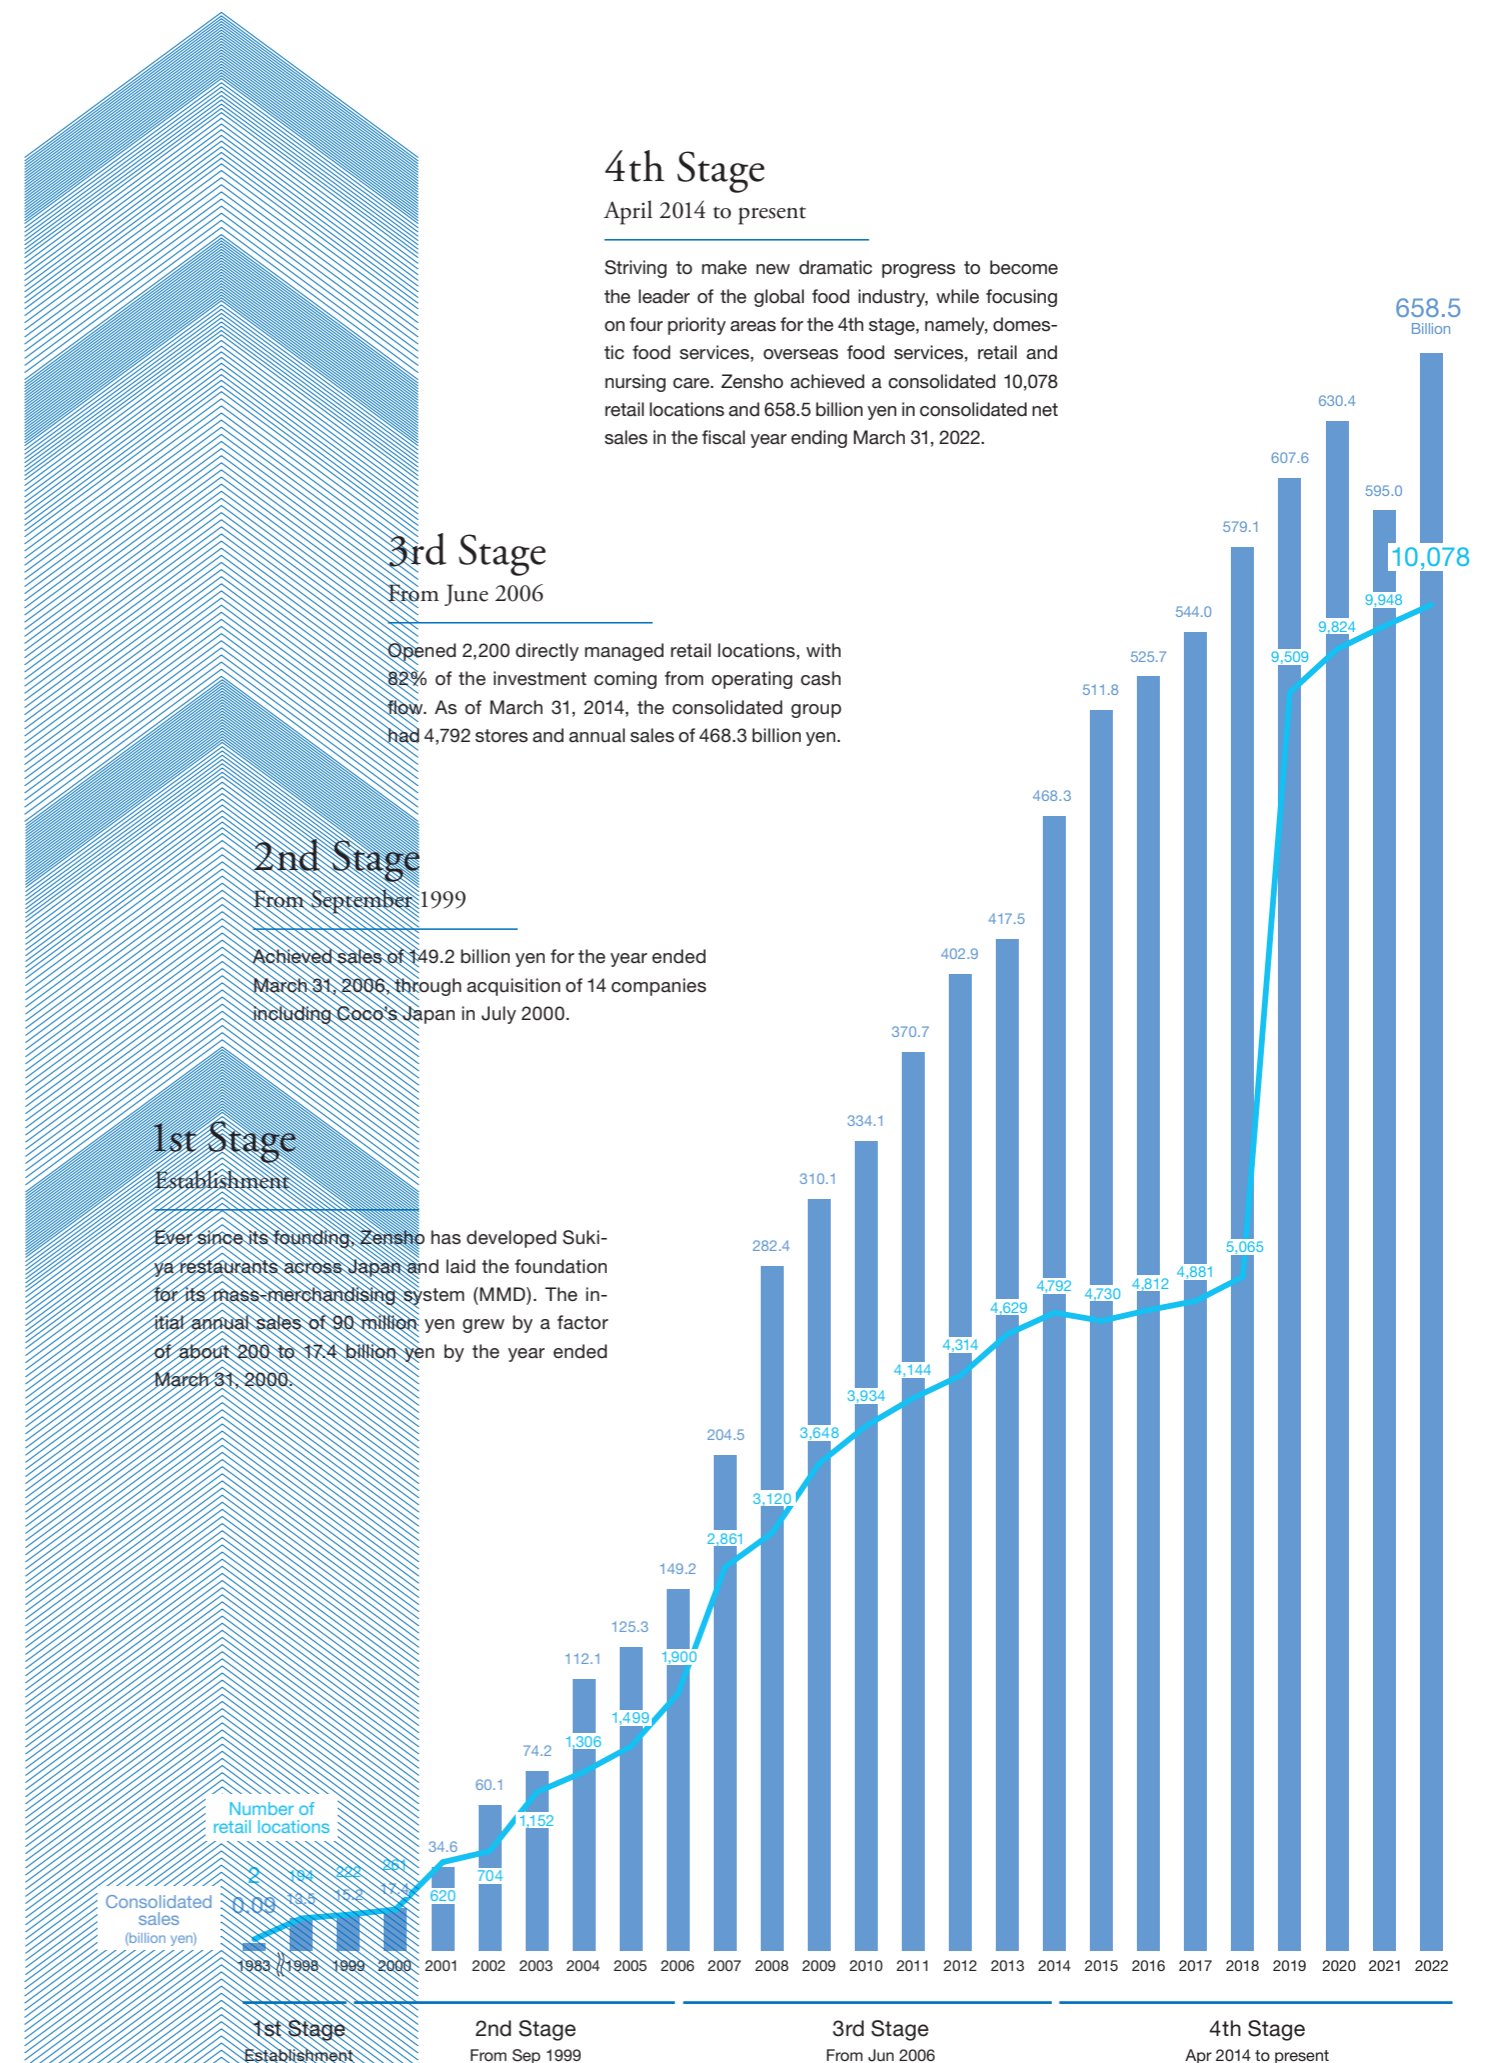 4th Stage
April 2014 to present
Striving to make new dramatic progress to become
the leader of the global food industry, while focusing
on four priority areas for the 4th stage, namely, domes-
tic food services, overseas food services, retail and
nursing care. Zensho achieved a consolidated 10,078
retail locations and 658.5 billion yen in consolidated net
sales in the fiscal year ending March 31, 2022.
3rd Stage
From June 2006
Opened 2,200 directly managed retail locations, with
82% of the investment coming from operating cash
flow. As of March 31, 2014, the consolidated group
had 4,792 stores and annual sales of 468.3 billion yen.
2nd Stage
From September 1999
Achieved sales of 149.2 billion yen for the year ended
March 31, 2006, through acquisition of 14 companies
including Coco's Japan in July 2000.
1st Stage
Establishment
Ever since its founding, Zensho has developed Suki-
ya restaurants across Japan and laid the foundation
for its mass-merchandising system (MMD). The in-
itial annual sales of 90 million yen grew by a factor
of about 200 to 17.4 billion yen by the year ended
March 31, 2000.
Number of
retail locations
2 194 222 261 620 704 1,152 1,306 1,499 1,900 2,861 3,120 3,648 3,934 4,144 4,314 4,629 4,792 4,730 4,812 4,881 5,065 9,509 9,824 9,948 10,078
Consolidated
sales
(billion yen)
0.09 13.5 15.2 17.4 34.6 60.1 74.2 112.1 125.3 149.2 204.5 282.4 310.1 334.1 370.7 402.9 417.5 468.3 511.8 525.7 544.0 579.1 607.6 630.4 595.0 658.5
Billion
1983 1998 1999 2000 2001 2002 2003 2004 2005 2006 2007 2008 2009 2010 2011 2012 2013 2014 2015 2016 2017 2018 2019 2020 2021 2022
1st Stage 2nd Stage 3rd Stage 4th Stage
Establishment From Sep 1999 From Jun 2006 Apr 2014 to present